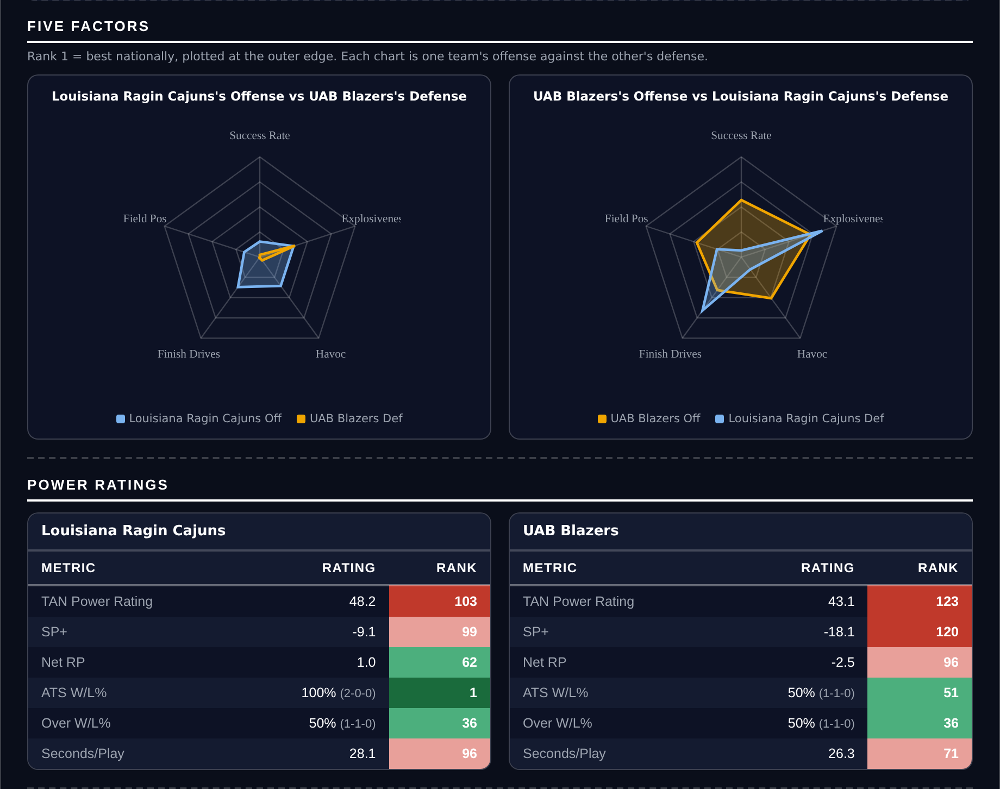 FIVE FACTORS
Rank 1 = best nationally, plotted at the outer edge. Each chart is one team's offense against the other's defense.
Louisiana Ragin Cajuns's Offense vs UAB Blazers's Defense
Success Rate
Field Pos
Explosivenes
Finish Drives
Havoc
Louisiana Ragin Cajuns Off
UAB Blazers Def
UAB Blazers's Offense vs Louisiana Ragin Cajuns's Defense
Success Rate
Field Pos
Explosivenes
Finish Drives
Havoc
UAB Blazers Off
Louisiana Ragin Cajuns Def
POWER RATINGS
Louisiana Ragin Cajuns
METRIC RATING RANK
TAN Power Rating 48.2 103
SP+ -9.1 99
Net RP 1.0 62
ATS W/L% 100% (2-0-0) 1
Over W/L% 50% (1-1-0) 36
Seconds/Play 28.1 96
UAB Blazers
METRIC RATING RANK
TAN Power Rating 43.1 123
SP+ -18.1 120
Net RP -2.5 96
ATS W/L% 50% (1-1-0) 51
Over W/L% 50% (1-1-0) 36
Seconds/Play 26.3 71